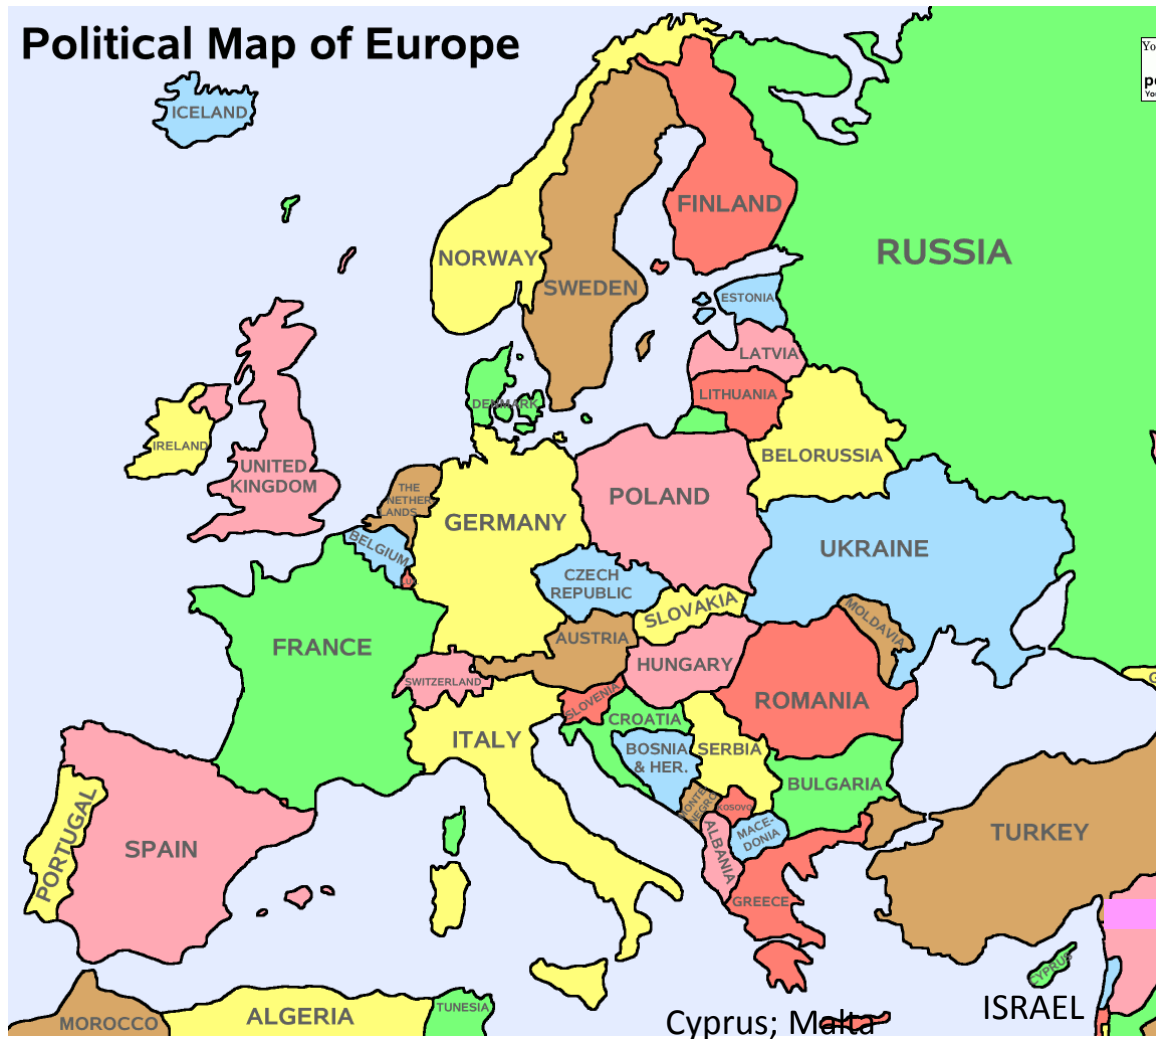 Political Map of Europe
ICELAND
FINLAND
RUSSIA
NORWAY
SWEDEN
ESTONIA
LATVIA
LITHUANIA
DENMARK
IRELAND
UNITED
KINGDOM
BELORUSSIA
THE
NETHER
LANDS
POLAND
GERMANY
BELGIUM
UKRAINE
CZECH
REPUBLIC
SLOVAKIA
MOLDAVIA
FRANCE
AUSTRIA
HUNGARY
SWITZERLAND
SLOVENIA
ROMANIA
CROATIA
ITALY
BOSNIA
& HER.
SERBIA
BULGARIA
MONTE
NEGRO
KOSOVO
MACE-
DONIA
ALBANIA
TURKEY
PORTUGAL
SPAIN
GREECE
CYPRUS
TUNESIA
ISRAEL
MOROCCO
ALGERIA
Cyprus; Malta